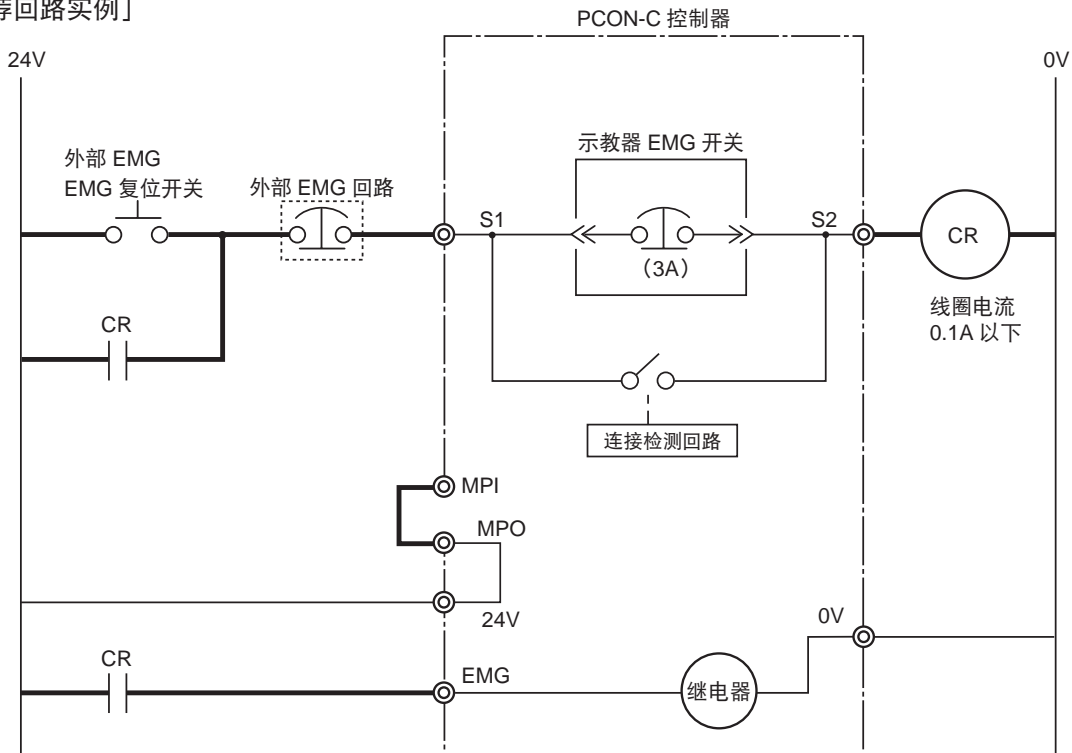 荐回路实例］
PCON-C 控制器
24V
0V
外部 EMG
EMG 复位开关
外部 EMG 回路
示教器 EMG 开关
S1
S2
（3A）
CR
CR
线圈电流
0.1A 以下
连接检测回路
MPI
MPO
24V
0V
CR
EMG
继电器